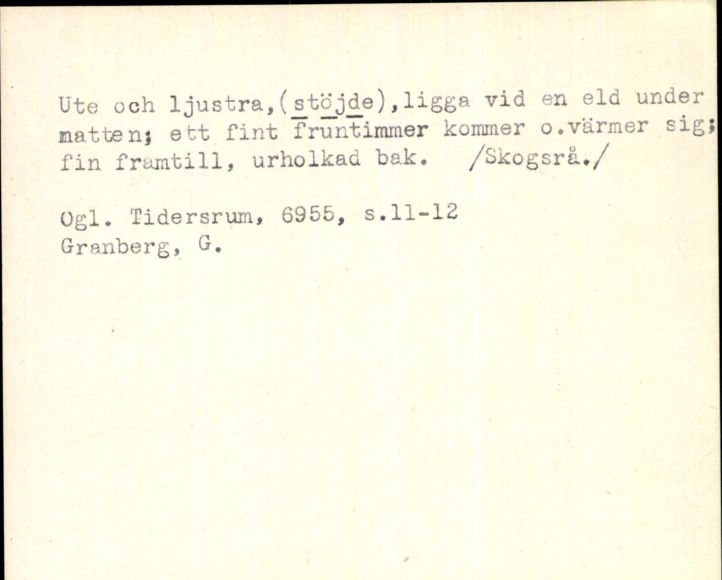 Ute och ljustra,(stöjde),ligga vid en eld under
natten; ett fint fruntimmer kommer o.värmer sig;
fin framtill, urholkad bak. /Skogsrå./
Ögl. Tidersrum, 6955, s.11-12
Granberg, G.